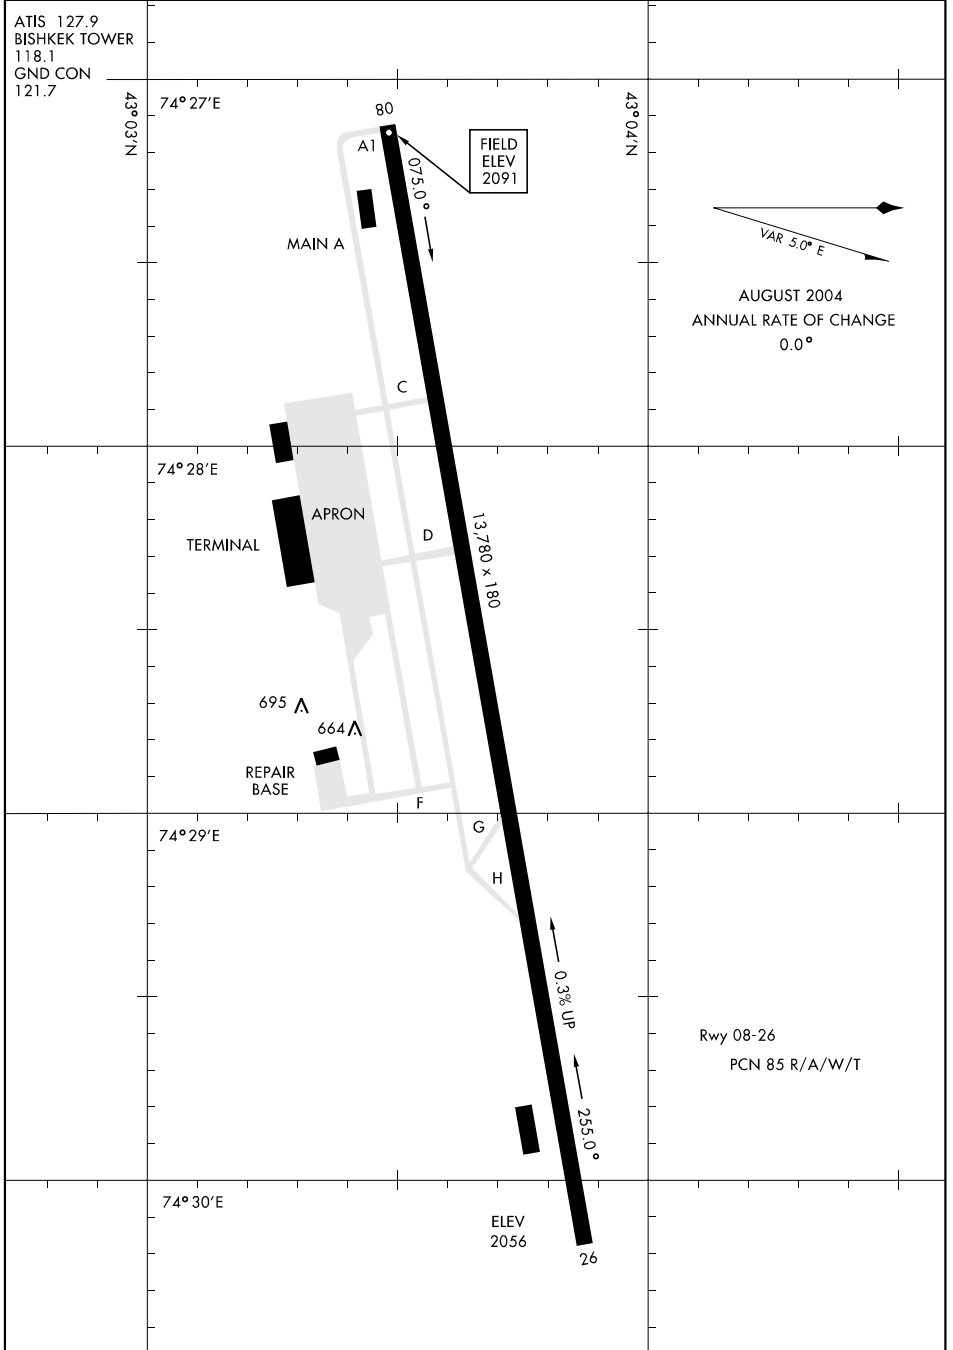 ATIS 127.9
BISHKEK TOWER
118.1
GND CON
121.7
43°03'N
74°27'E
80
43°04'N
A1
FIELD
ELEV
2091
075.0°
MAIN A
VAR 5.0° E
AUGUST 2004
ANNUAL RATE OF CHANGE
0.0°
C
74°28'E
APRON
TERMINAL
D
13,780 x 180
695
664
REPAIR
BASE
F
74°29'E
G
H
0.3% UP
Rwy 08-26
PCN 85 R/A/W/T
255.0°
74°30'E
ELEV
2056
26